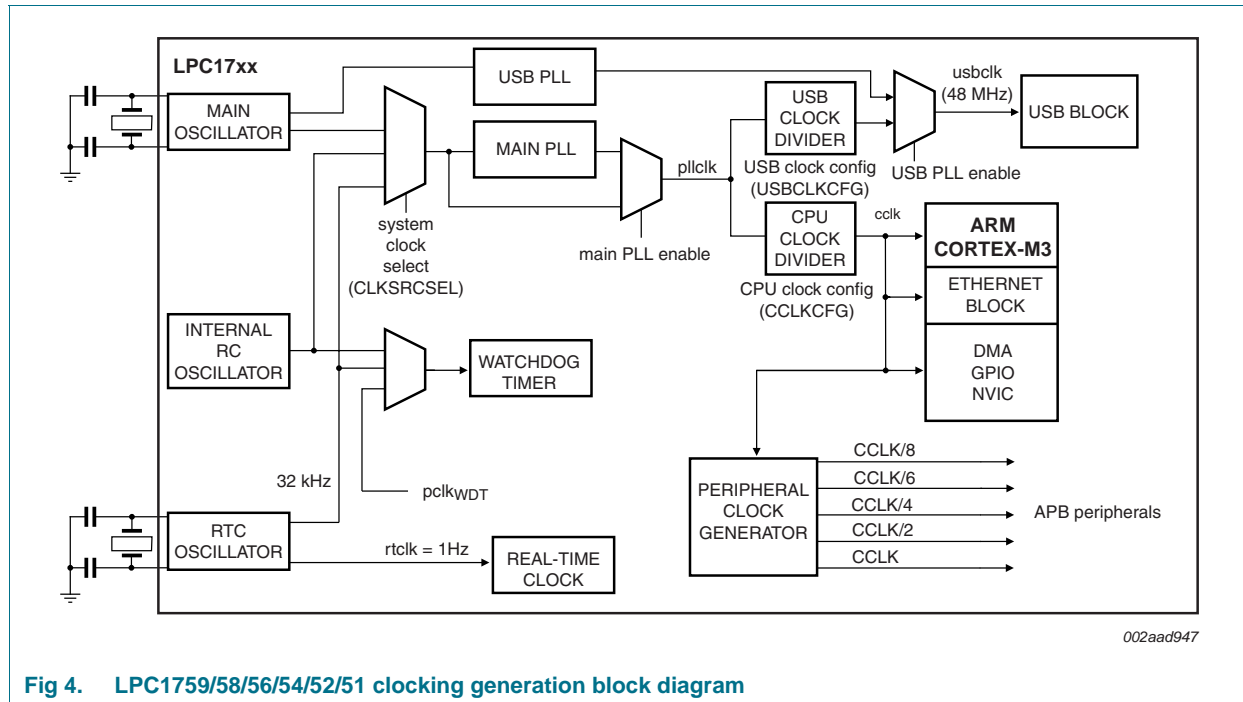 LPC17xx
MAIN
OSCILLATOR
USB PLL
MAIN PLL
system
clock
select
(CLKSRCSEL)
main PLL enable
pllclk
USB
CLOCK
DIVIDER
USB clock config
(USBCLKCFG)
CPU
CLOCK
DIVIDER
CPU clock config
(CCLKCFG)
usbclk
(48 MHz)
USB BLOCK
USB PLL enable
cclk
ARM
CORTEX-M3
ETHERNET
BLOCK
DMA
GPIO
NVIC
INTERNAL
RC
OSCILLATOR
WATCHDOG
TIMER
pclkWDT
32 kHz
RTC
OSCILLATOR
rtclk = 1Hz
REAL-TIME
CLOCK
PERIPHERAL
CLOCK
GENERATOR
CCLK/8
CCLK/6
CCLK/4
CCLK/2
CCLK
APB peripherals
002aad947
Fig 4. LPC1759/58/56/54/52/51 clocking generation block diagram